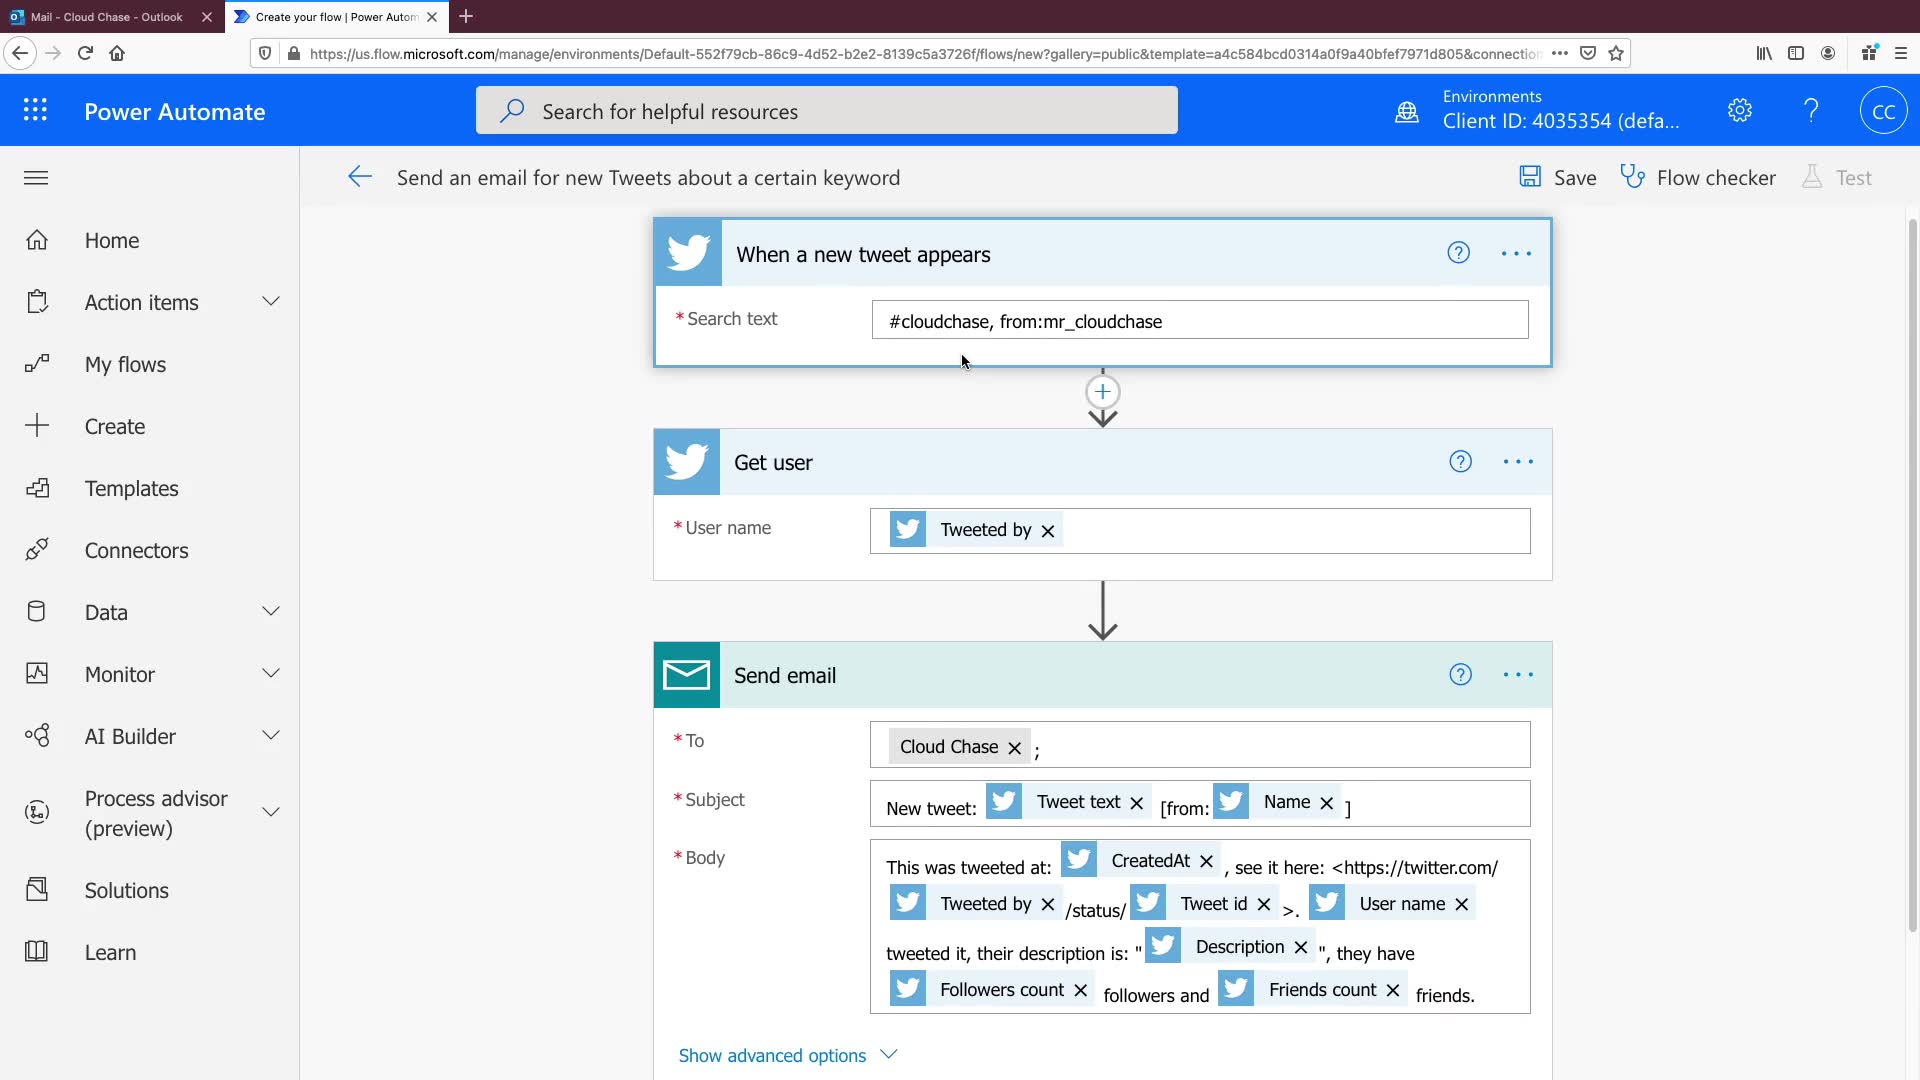 Mail - Cloud Chase - Outlook
Create your flow | Power Autom
https://us.flow.microsoft.com/manage/environments/Default-552f79cb-86c9-4d52-b2e2-8139c5a3726f/flows/new?gallery=public&template=a4c584bcd0314a0f9a40bfef7971d805&connectio
Power Automate
Search for helpful resources
Environments
Client ID: 4035354 (defa...
CC
Send an email for new Tweets about a certain keyword
Save
Flow checker
Test
Home
Action items
My flows
Create
Templates
Connectors
Data
Monitor
AI Builder
Process advisor
(preview)
Solutions
Learn
When a new tweet appears
* Search text
#cloudchase, from:mr_cloudchase
Get user
* User name
Tweeted by
Send email
* To
Cloud Chase ;
* Subject
New tweet: Tweet text [from: Name ]
* Body
This was tweeted at: CreatedAt , see it here: <https://twitter.com/
Tweeted by /status/ Tweet id >. User name
tweeted it, their description is: " Description ", they have
Followers count followers and Friends count friends.
Show advanced options